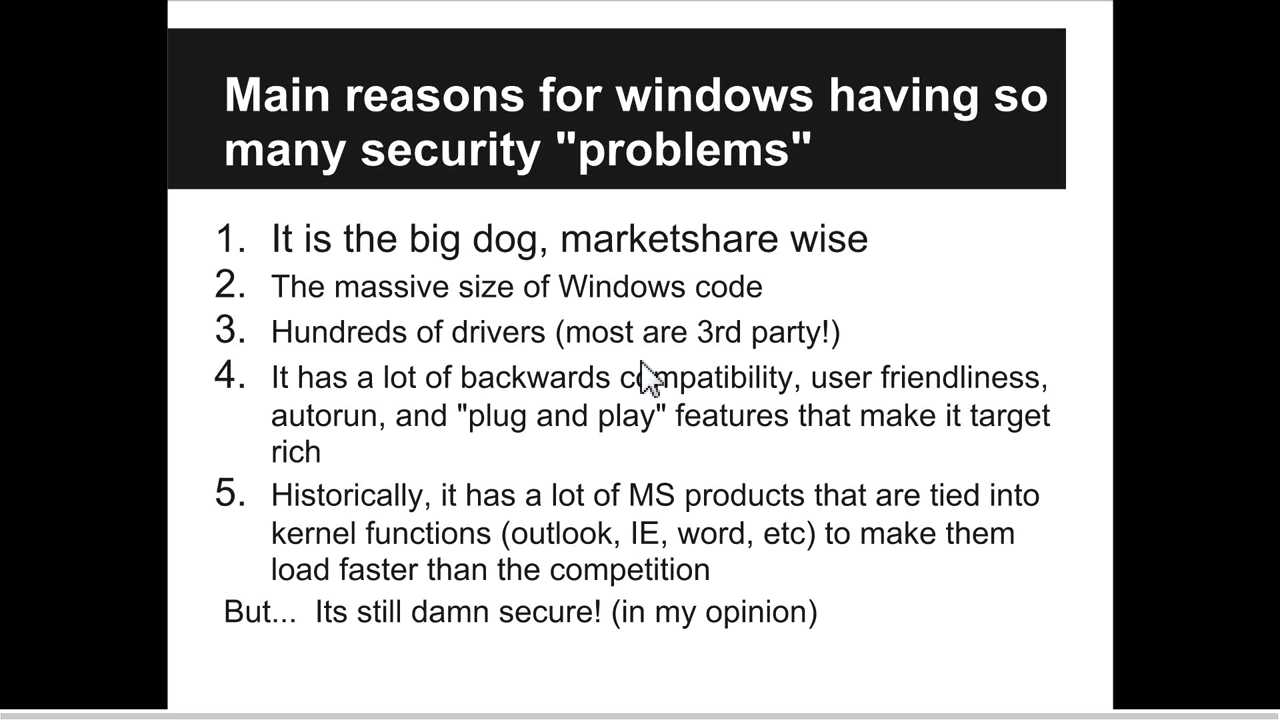 Main reasons for windows having so
many security "problems"
1. It is the big dog, marketshare wise
2. The massive size of Windows code
3. Hundreds of drivers (most are 3rd party!)
4. It has a lot of backwards compatibility, user friendliness,
autorun, and "plug and play" features that make it target
rich
5. Historically, it has a lot of MS products that are tied into
kernel functions (outlook, IE, word, etc) to make them
load faster than the competition
But... Its still damn secure! (in my opinion)